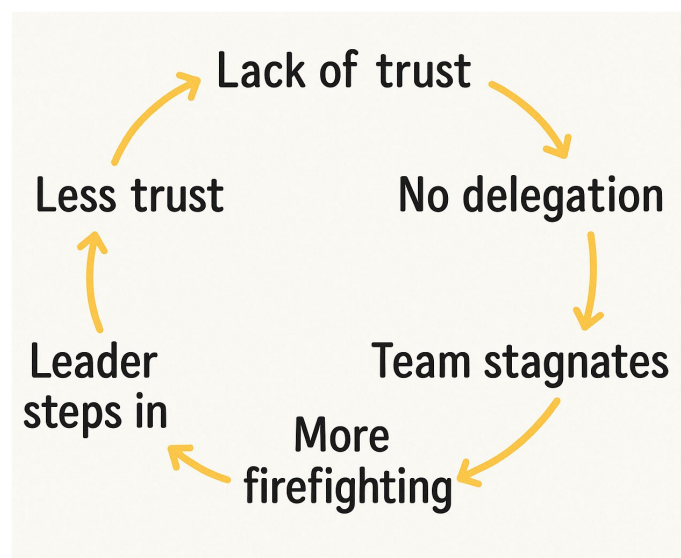 Lack of trust
No delegation
Team stagnates
More
firefighting
Leader
steps in
Less trust